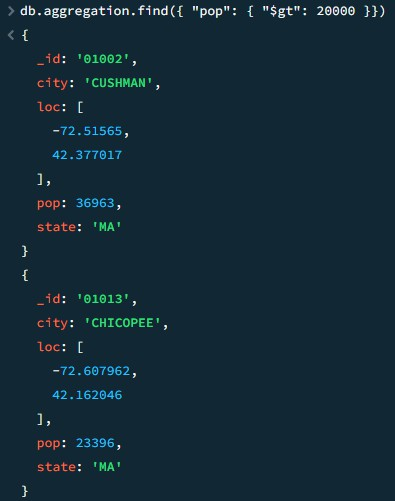 > db.aggregation.find({ "pop": { "$gt": 20000 }})
< {
_id: '01002',
city: 'CUSHMAN',
loc: [
-72.51565,
42.377017
],
pop: 36963,
state: 'MA'
}
{
_id: '01013',
city: 'CHICOPEE',
loc: [
-72.607962,
42.162046
],
pop: 23396,
state: 'MA'
}